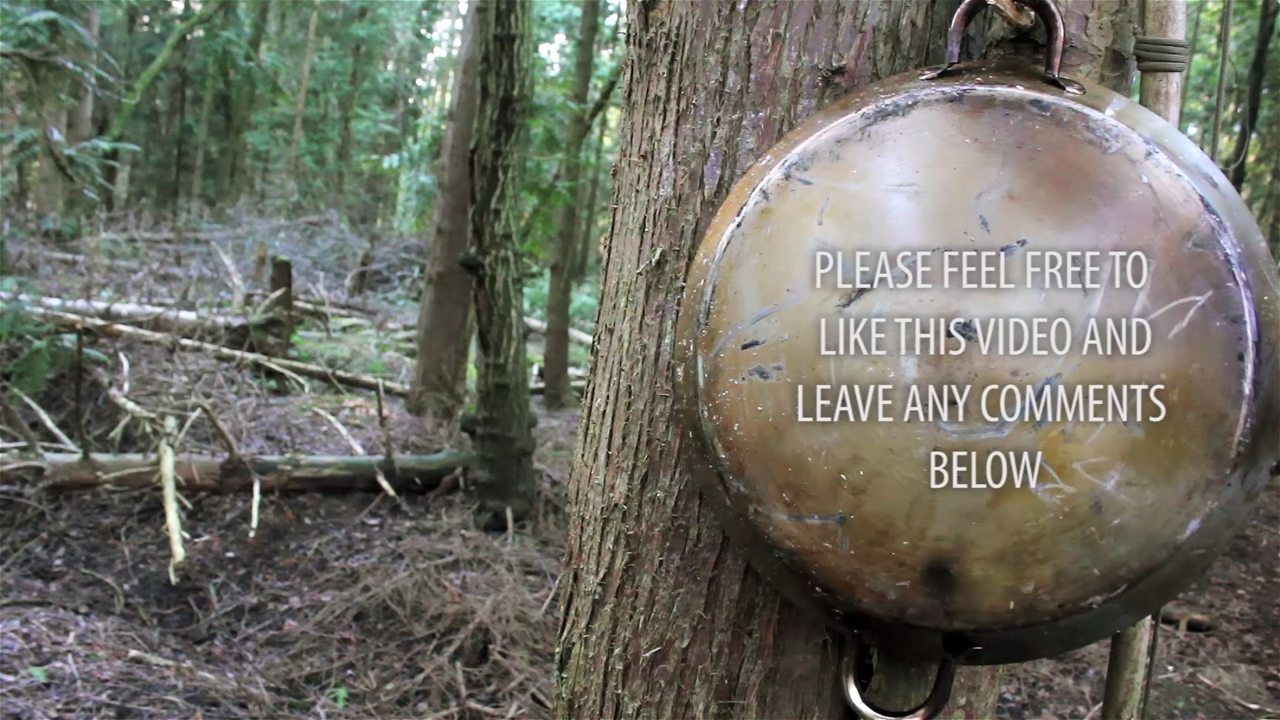 PLEASE FEEL FREE TO
LIKE THIS VIDEO AND
LEAVE ANY COMMENTS
BELOW